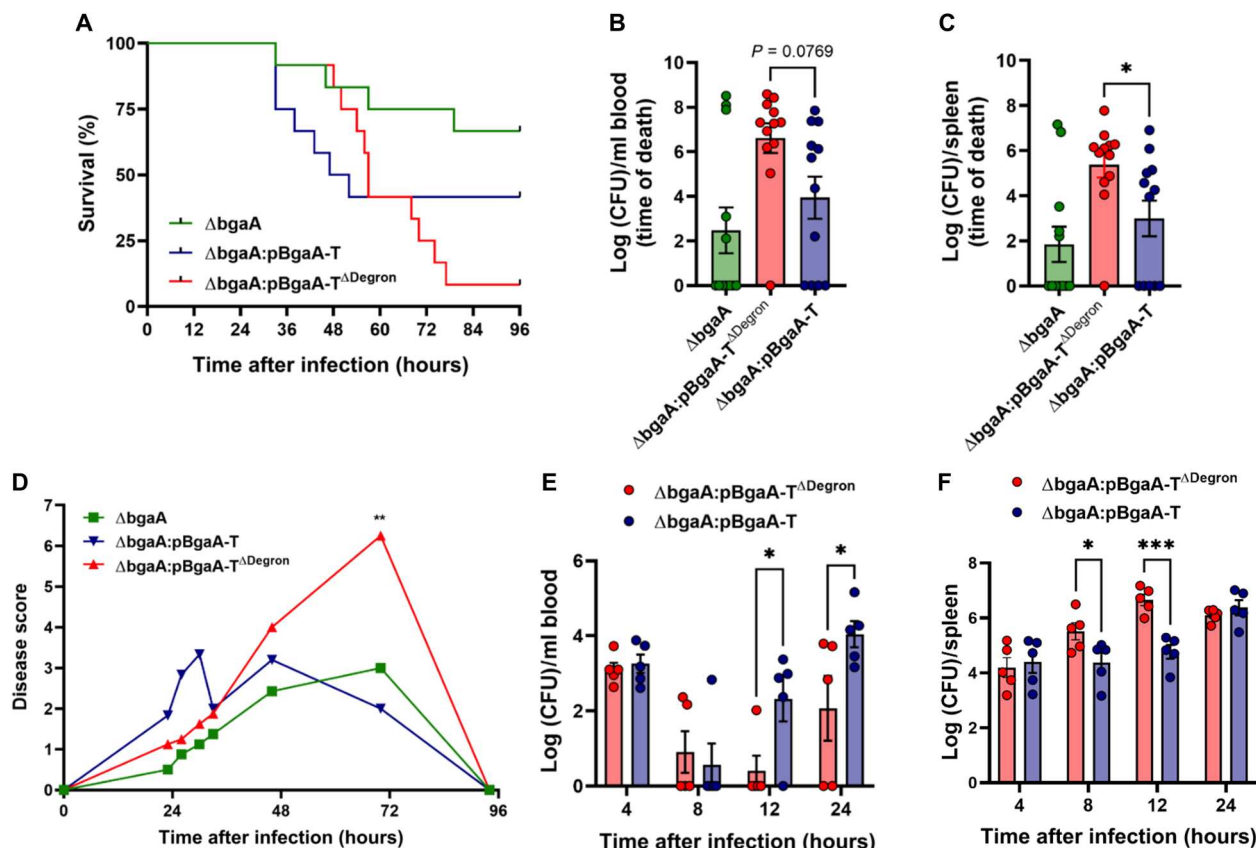 A
Survival (%)
100
75
50
25
0
ΔbgaA
ΔbgaA:pBgaA-T
ΔbgaA:pBgaA-T^ΔDegron
0 12 24 36 48 60 72 84 96
Time after infection (hours)
B
P = 0.0769
Log (CFU)/ml blood
(time of death)
10
8
6
4
2
0
ΔbgaA
ΔbgaA:pBgaA-T^ΔDegron
ΔbgaA:pBgaA-T
C
*
Log (CFU)/spleen
(time of death)
10
8
6
4
2
0
ΔbgaA
ΔbgaA:pBgaA-T^ΔDegron
ΔbgaA:pBgaA-T
D
Disease score
7
6
5
4
3
2
1
0
ΔbgaA
ΔbgaA:pBgaA-T
ΔbgaA:pBgaA-T^ΔDegron
**
0 24 48 72 96
Time after infection (hours)
E
ΔbgaA:pBgaA-T^ΔDegron
ΔbgaA:pBgaA-T
Log (CFU)/ml blood
6
4
2
0
* *
4 8 12 24
Time after infection (hours)
F
ΔbgaA:pBgaA-T^ΔDegron
ΔbgaA:pBgaA-T
Log (CFU)/spleen
8
6
4
2
0
* ***
4 8 12 24
Time after infection (hours)